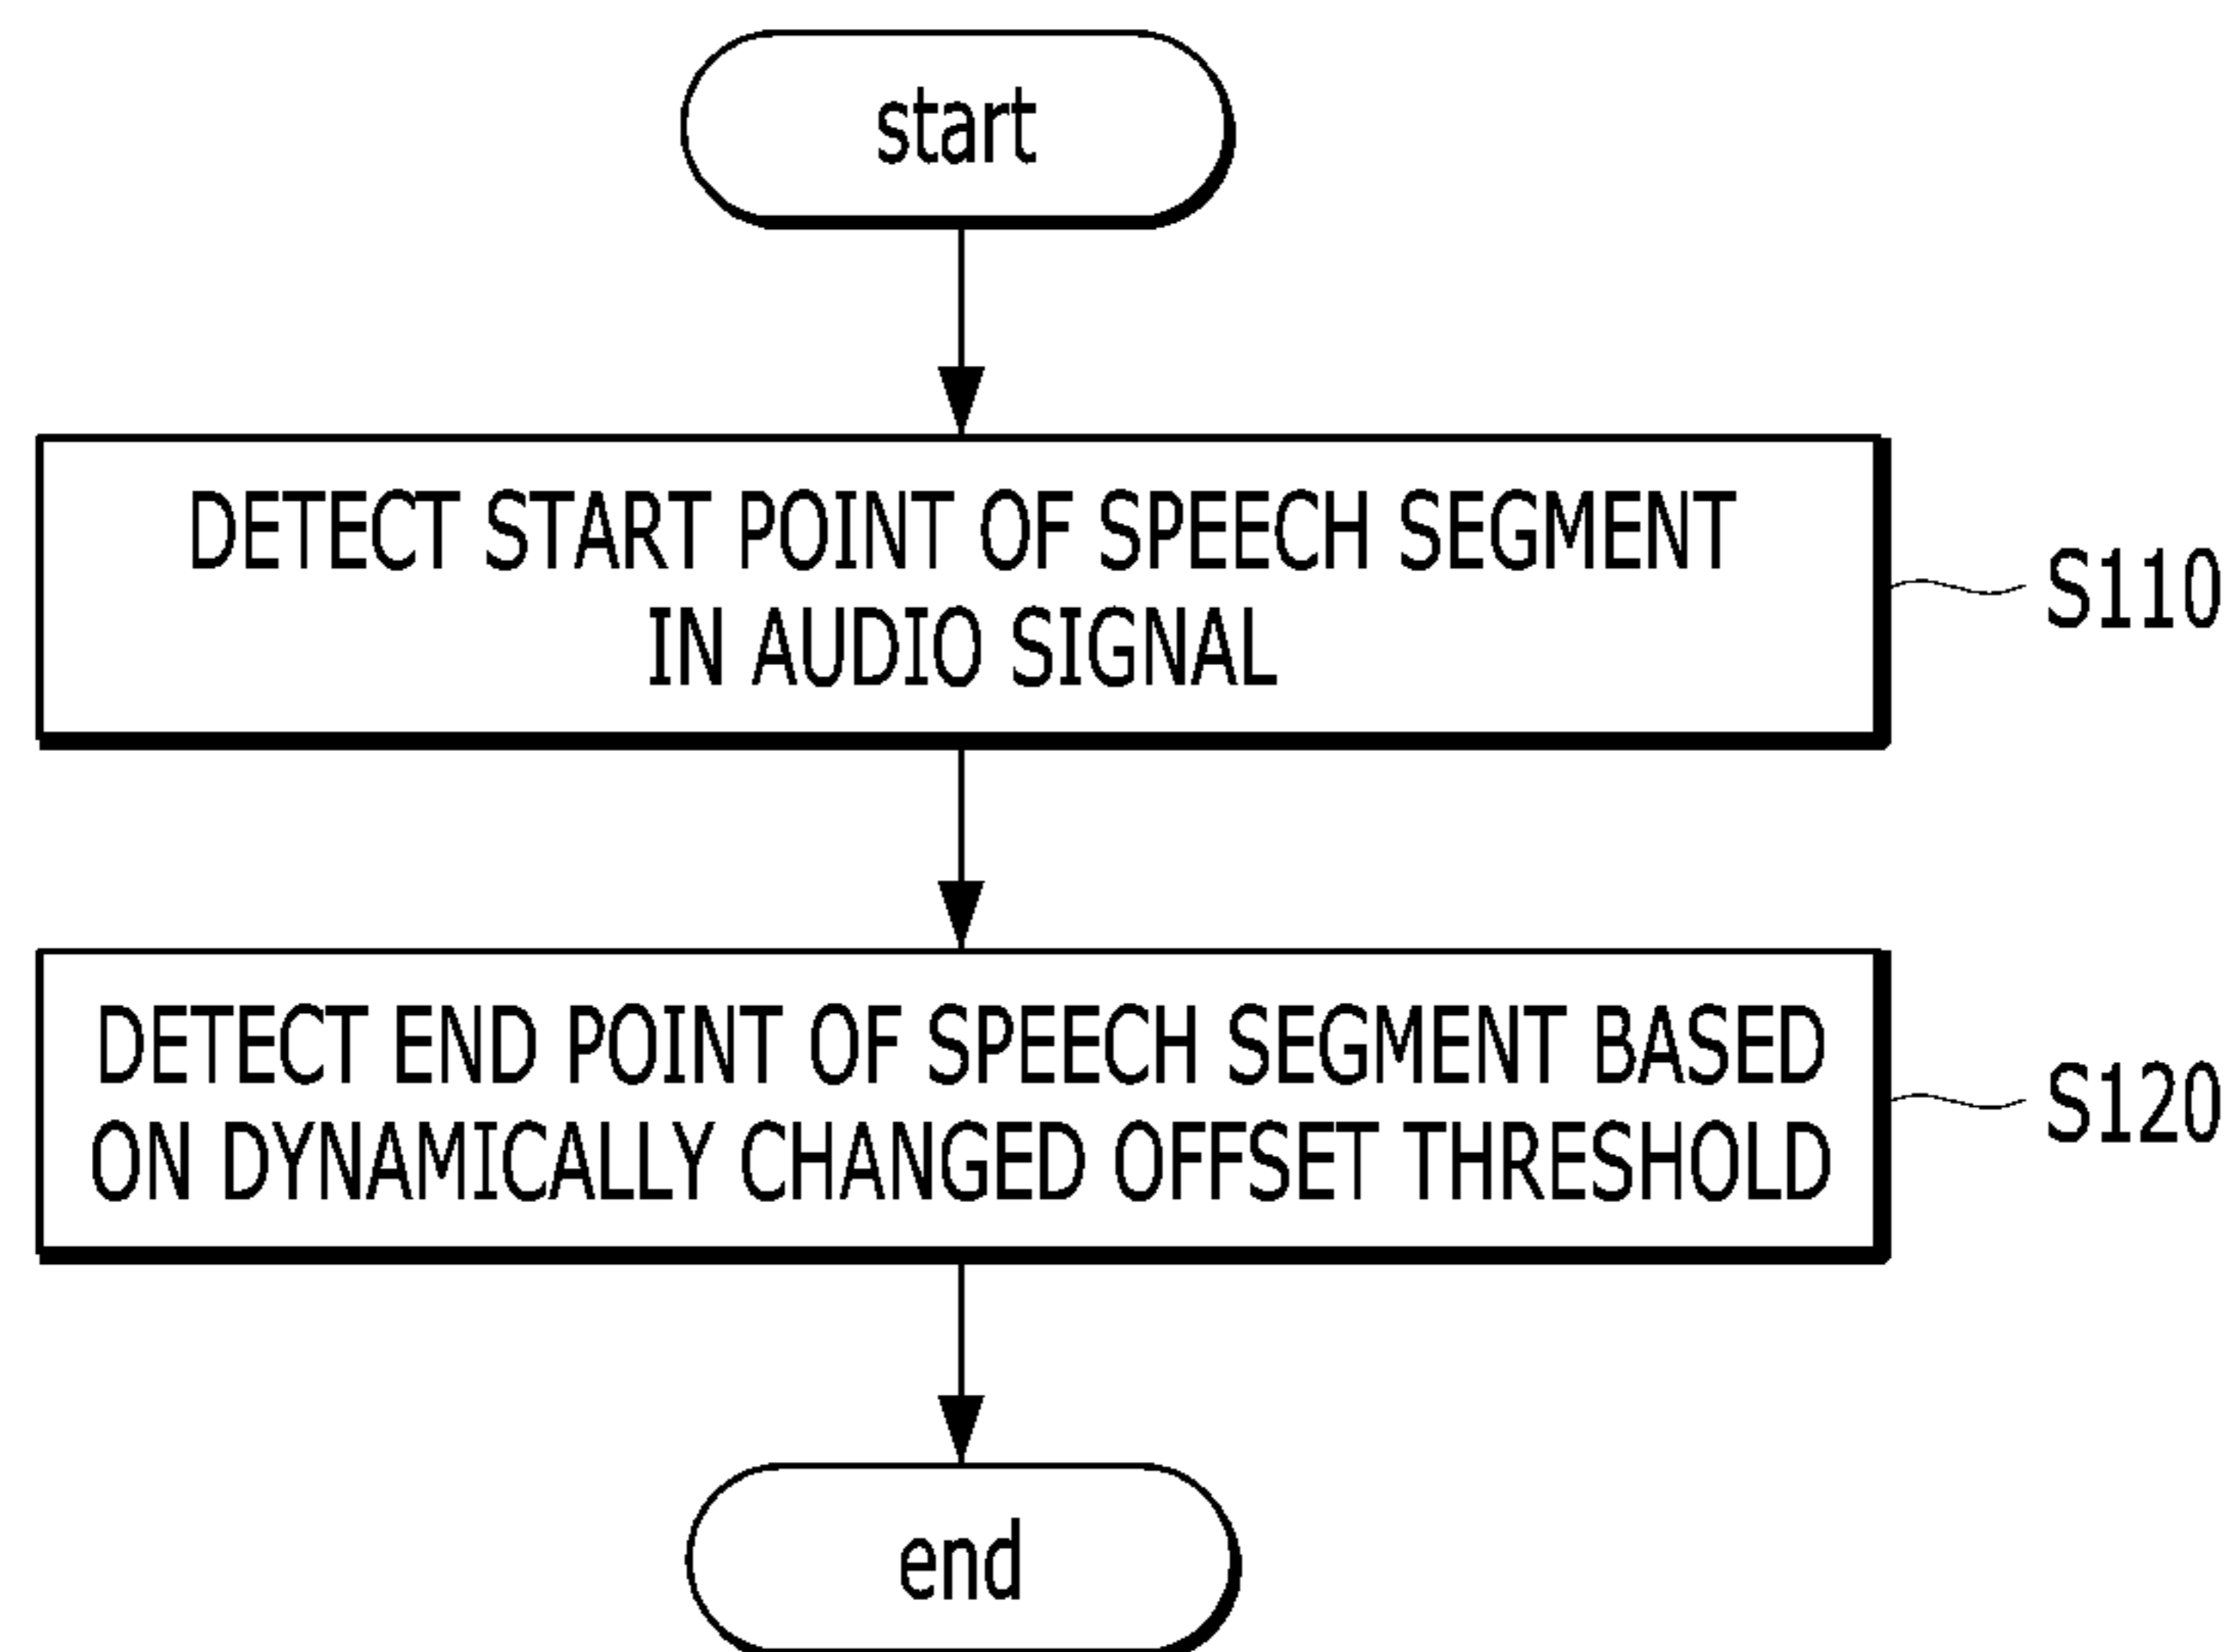 start
DETECT START POINT OF SPEECH SEGMENT
IN AUDIO SIGNAL
S110
DETECT END POINT OF SPEECH SEGMENT BASED
ON DYNAMICALLY CHANGED OFFSET THRESHOLD
S120
end